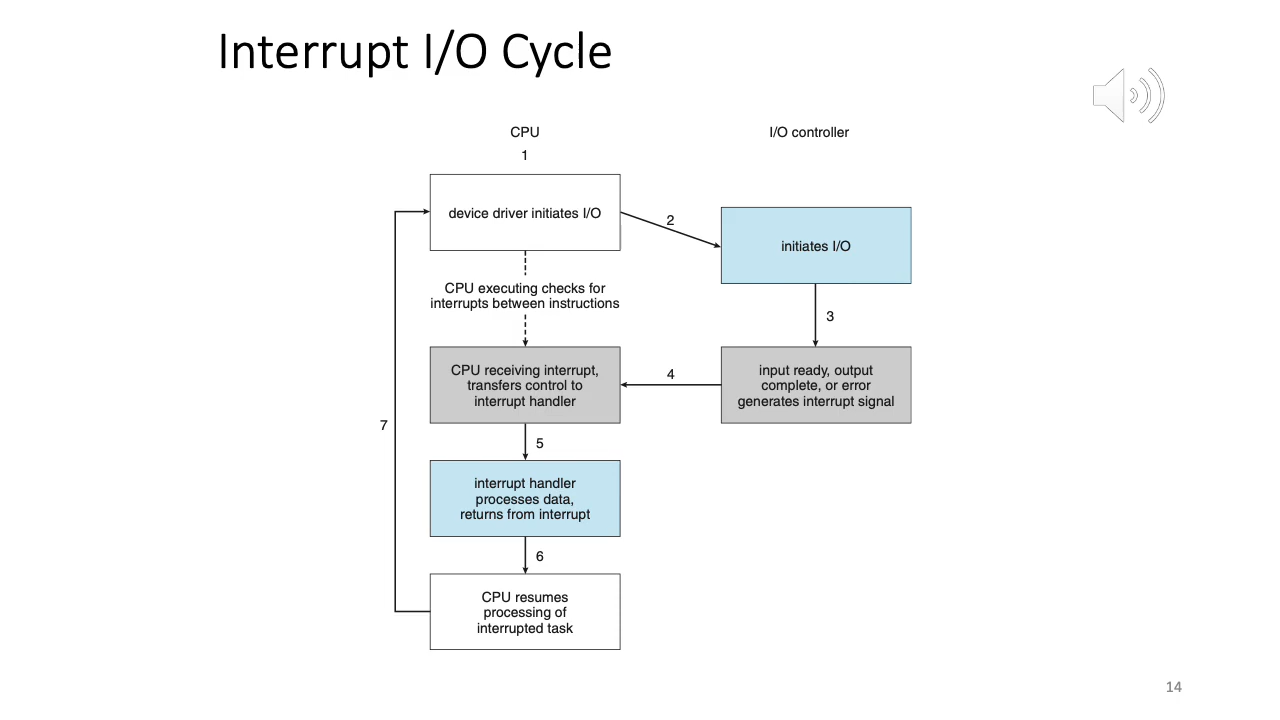 Interrupt I/O Cycle
CPU
I/O controller
1
device driver initiates I/O
2
initiates I/O
CPU executing checks for
interrupts between instructions
3
CPU receiving interrupt,
transfers control to
interrupt handler
4
input ready, output
complete, or error
generates interrupt signal
7
5
interrupt handler
processes data,
returns from interrupt
6
CPU resumes
processing of
interrupted task
14